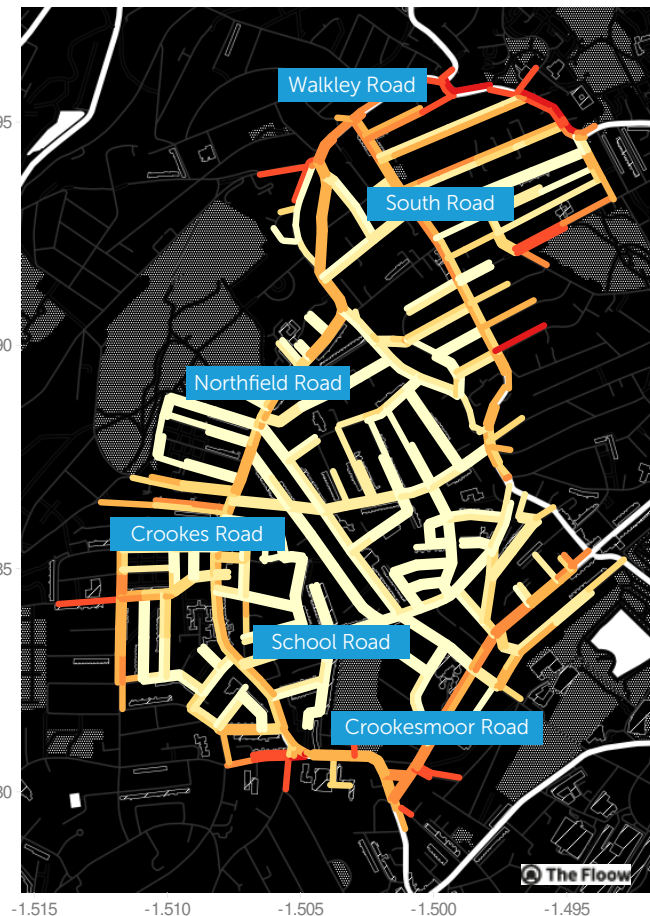 Walkley Road
95
South Road
90
Northfield Road
Crookes Road
85
School Road
Crookesmoor Road
80
The Floow
-1.515 -1.510 -1.505 -1.500 -1.495